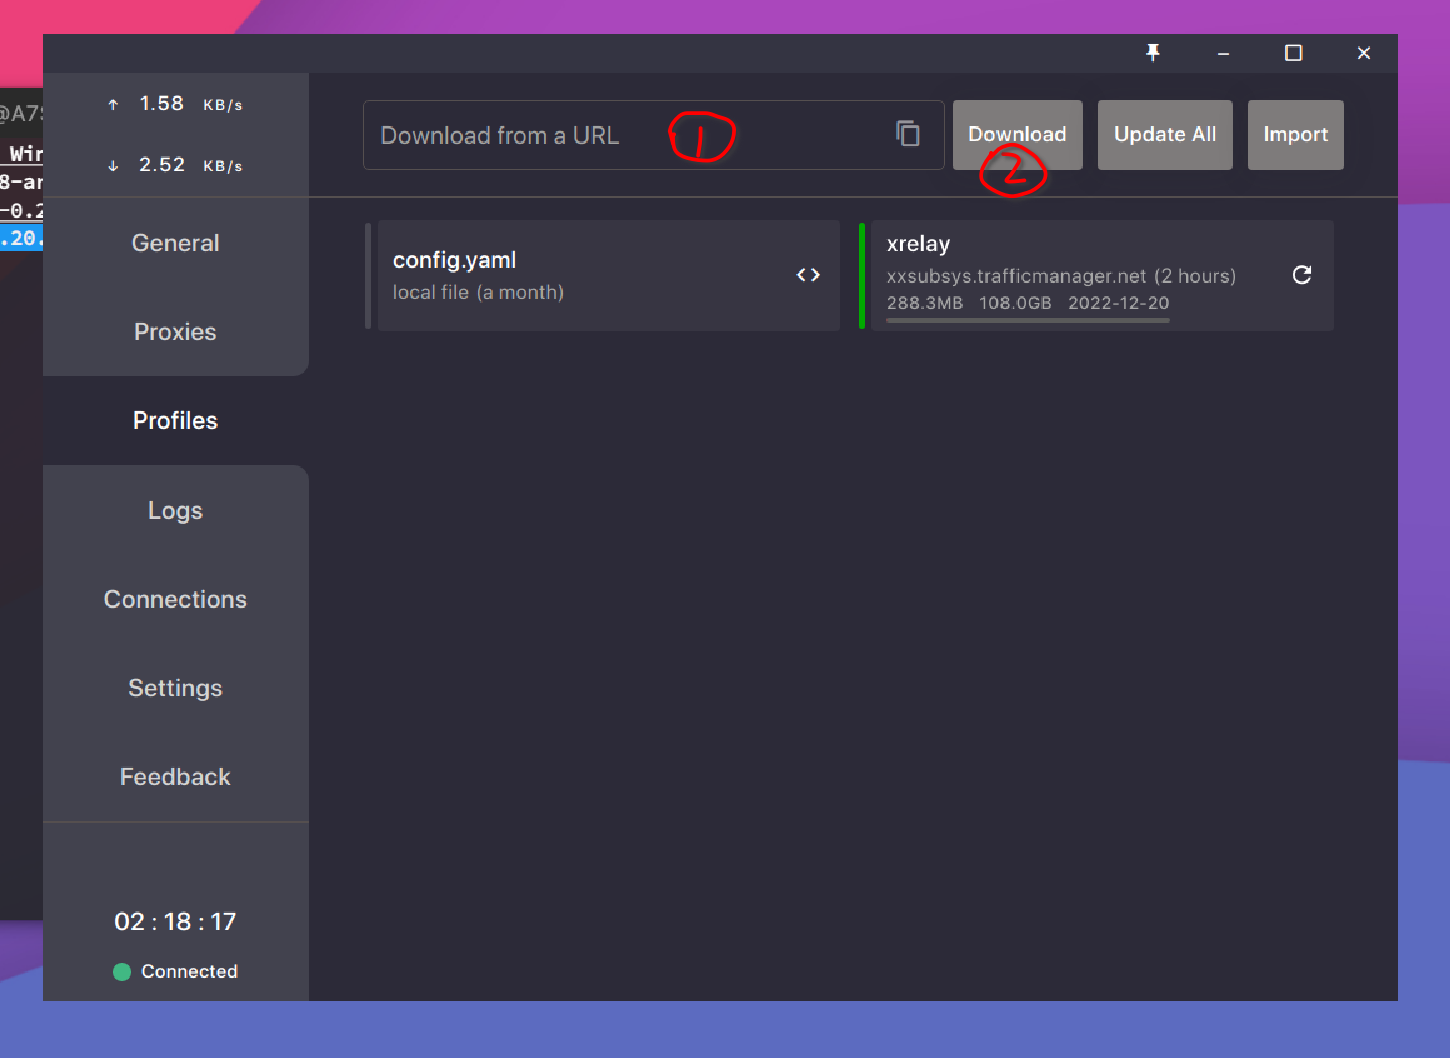 @A7
Wir
8-ar
-0.2
.20.
↑ 1.58 KB/s
↓ 2.52 KB/s
General
Proxies
Profiles
Logs
Connections
Settings
Feedback
02 : 18 : 17
Connected
Download from a URL
1
Download
2
Update All
Import
config.yaml
local file (a month)
<>
xrelay
xxsubsys.trafficmanager.net (2 hours)
288.3MB 108.0GB 2022-12-20